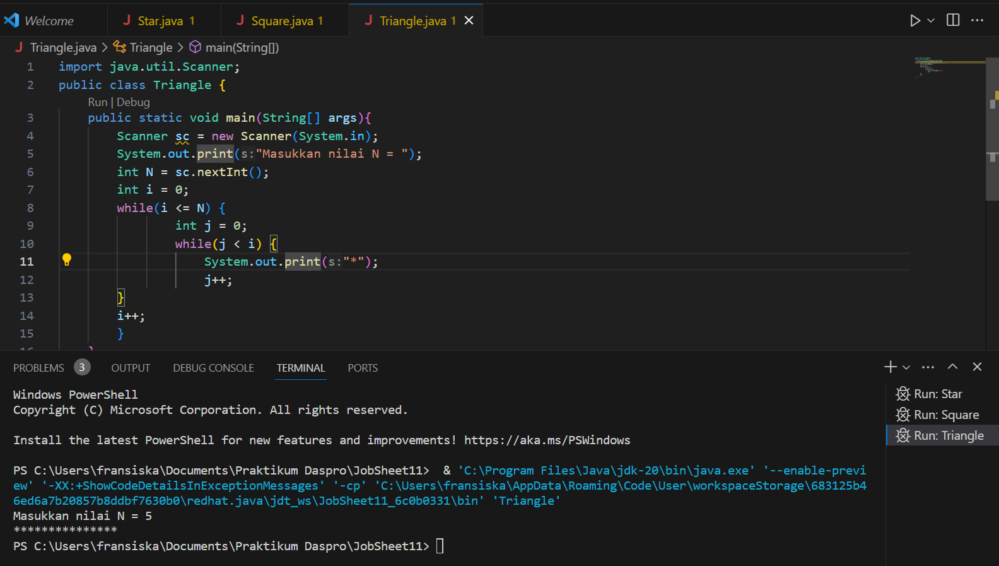 Welcome
Star.java 1
Square.java 1
Triangle.java 1
Triangle.java > Triangle > main(String[])
1 import java.util.Scanner;
2 public class Triangle {
Run | Debug
3 public static void main(String[] args){
4 Scanner sc = new Scanner(System.in);
5 System.out.print(s:"Masukkan nilai N = ");
6 int N = sc.nextInt();
7 int i = 0;
8 while(i <= N) {
9 int j = 0;
10 while(j < i) {
11 System.out.print(s:"*");
12 j++;
13 }
14 i++;
15 }
16 }
PROBLEMS 3 OUTPUT DEBUG CONSOLE TERMINAL PORTS
Windows PowerShell
Copyright (C) Microsoft Corporation. All rights reserved.
Install the latest PowerShell for new features and improvements! https://aka.ms/PSWindows
PS C:\Users\fransiska\Documents\Praktikum Daspro\JobSheet11>  & 'C:\Program Files\Java\jdk-20\bin\java.exe' '--enable-previ
ew' '-XX:+ShowCodeDetailsInExceptionMessages' '-cp' 'C:\Users\fransiska\AppData\Roaming\Code\User\workspaceStorage\683125b4
6ed6a7b20857b8ddbf7630b0\redhat.java\jdt_ws\JobSheet11_6c0b0331\bin' 'Triangle'
Masukkan nilai N = 5
***************
PS C:\Users\fransiska\Documents\Praktikum Daspro\JobSheet11>
Run: Star
Run: Square
Run: Triangle